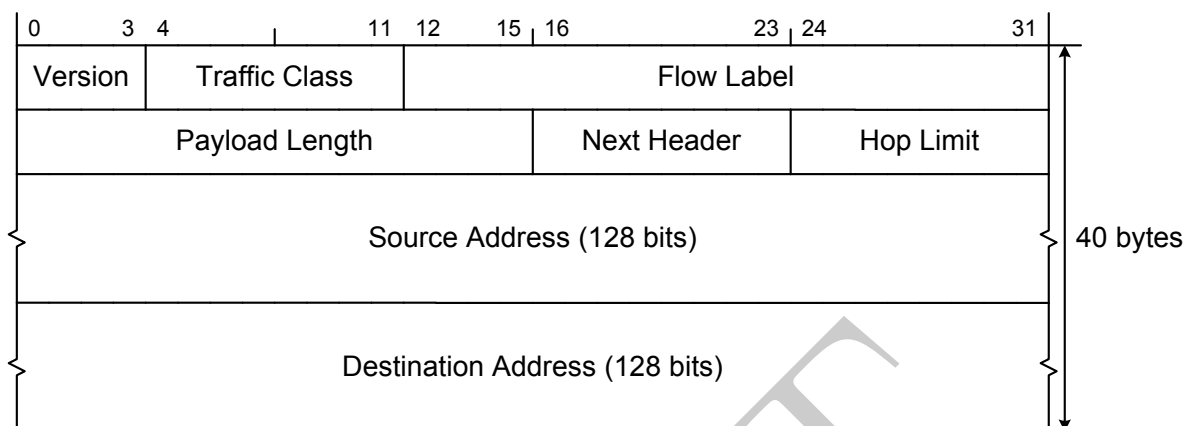 0 3 4 11 12 15 16 23 24 31
Version Traffic Class Flow Label
Payload Length Next Header Hop Limit
Source Address (128 bits) 40 bytes
Destination Address (128 bits)
T